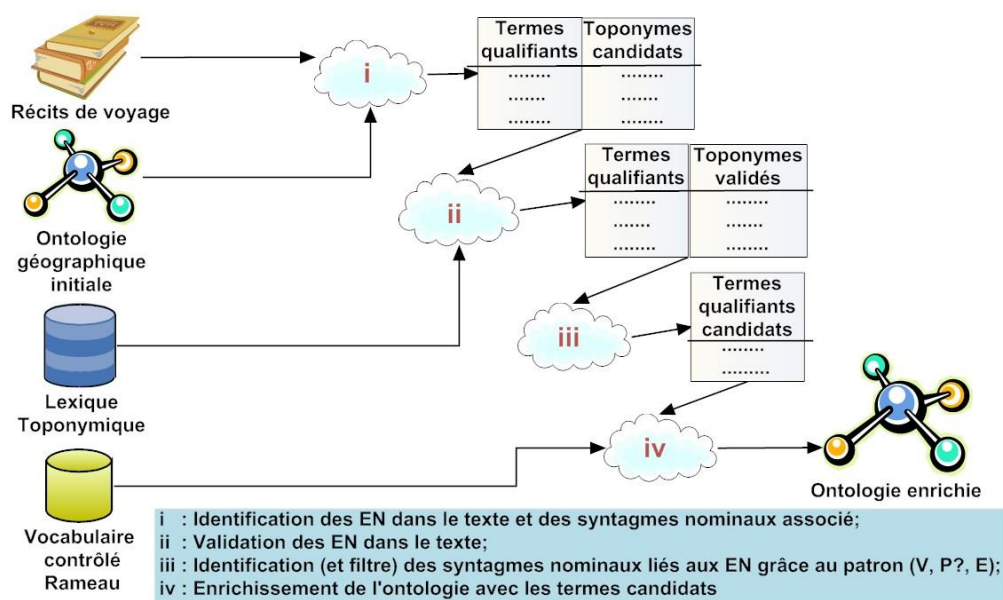 Récits de voyage
Ontologie
géographique
initiale
Lexique
Toponymique
Vocabulaire
contrôlé
Rameau
i
Termes
qualifiants
Toponymes
candidats
........
.......
........
........
.......
........
ii
Termes
qualifiants
Toponymes
validés
........
......
........
........
......
........
iii
Termes
qualifiants
candidats
........
.........
iv
Ontologie enrichie
i : Identification des EN dans le texte et des syntagmes nominaux associé;
ii : Validation des EN dans le texte;
iii : Identification (et filtre) des syntagmes nominaux liés aux EN grâce au patron (V, P?, E);
iv : Enrichissement de l'ontologie avec les termes candidats